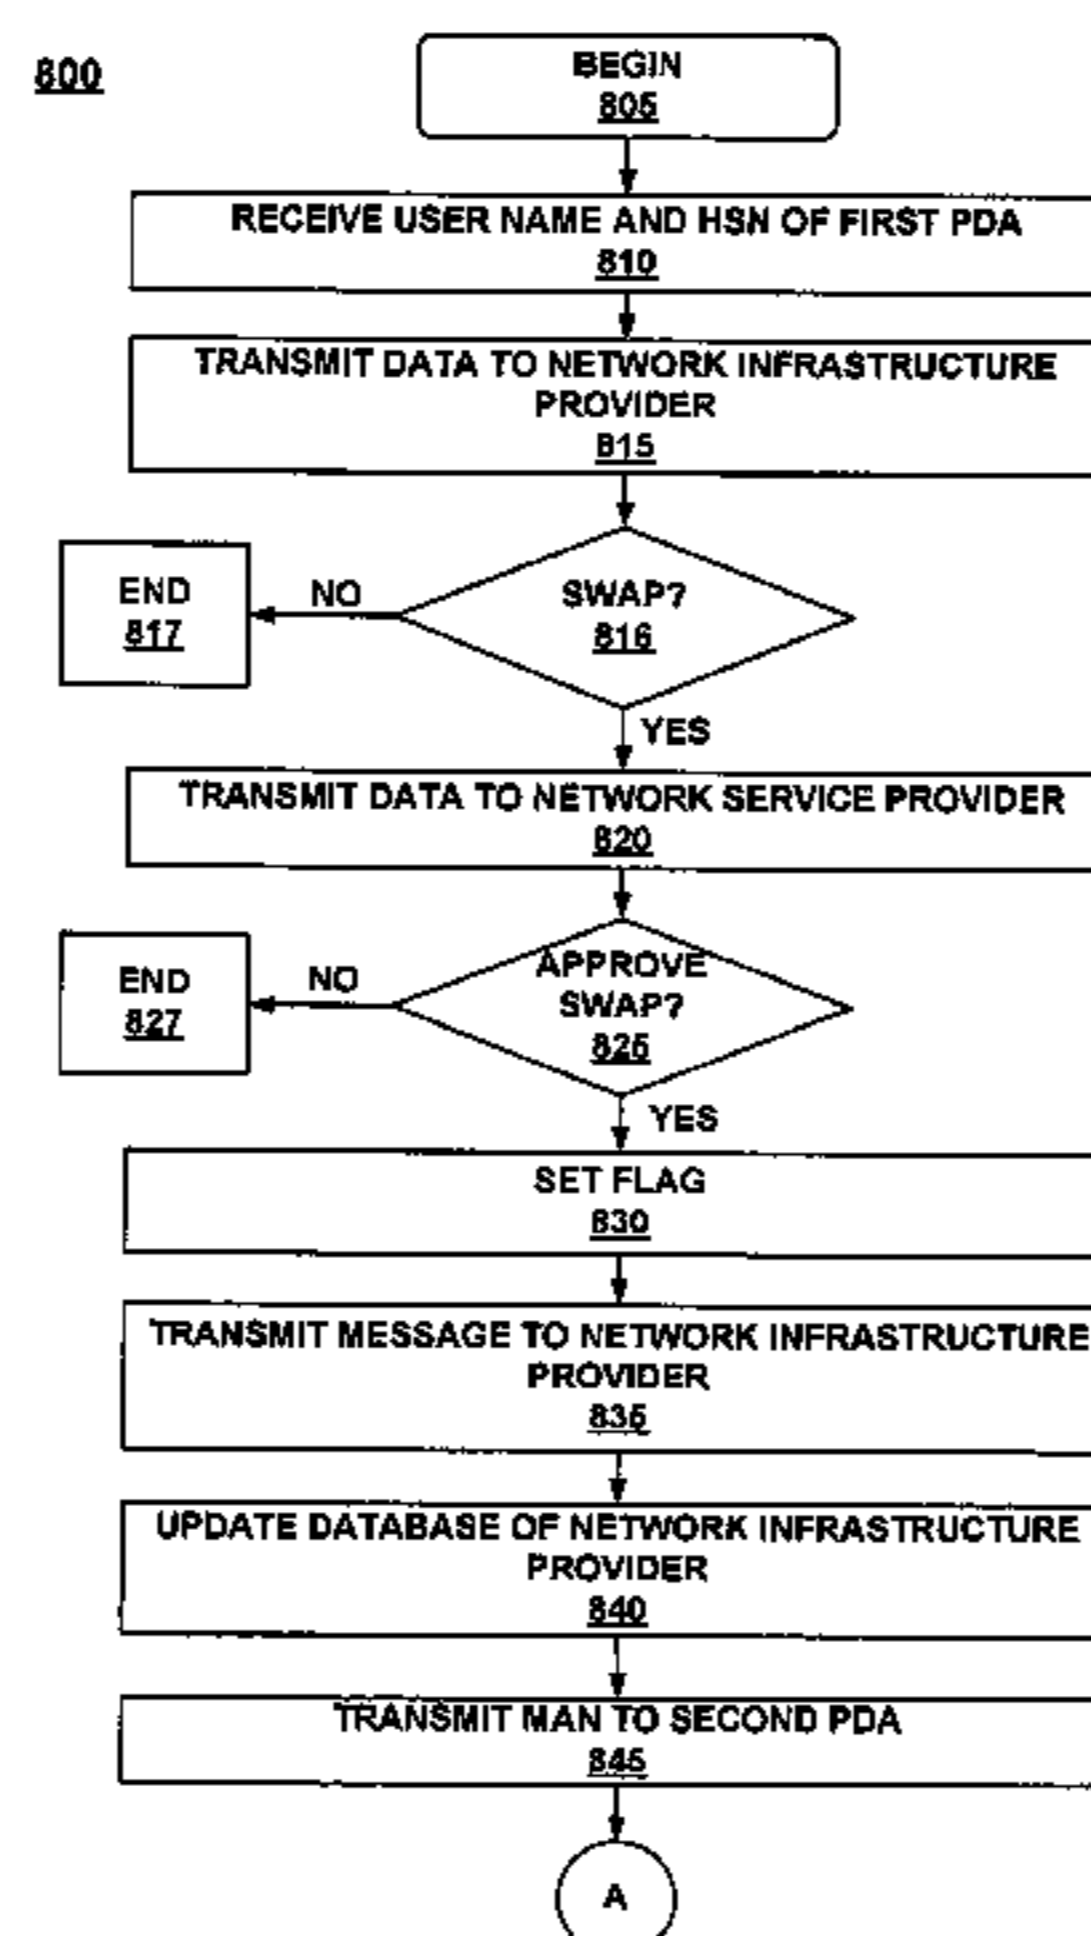 800
BEGIN
805
RECEIVE USER NAME AND HSN OF FIRST PDA
810
TRANSMIT DATA TO NETWORK INFRASTRUCTURE
PROVIDER
815
SWAP?
816
NO
END
817
YES
TRANSMIT DATA TO NETWORK SERVICE PROVIDER
820
APPROVE
SWAP?
825
NO
END
827
YES
SET FLAG
830
TRANSMIT MESSAGE TO NETWORK INFRASTRUCTURE
PROVIDER
835
UPDATE DATABASE OF NETWORK INFRASTRUCTURE
PROVIDER
840
TRANSMIT MAN TO SECOND PDA
845
A